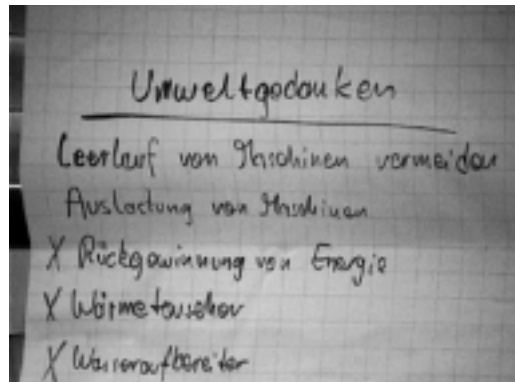 Umweltgedanken
Leerlauf von Maschinen vermeiden
Auslastung von Maschinen
X Rückgewinnung von Energie
X Wärmetauscher
X Wasseraufbereiter